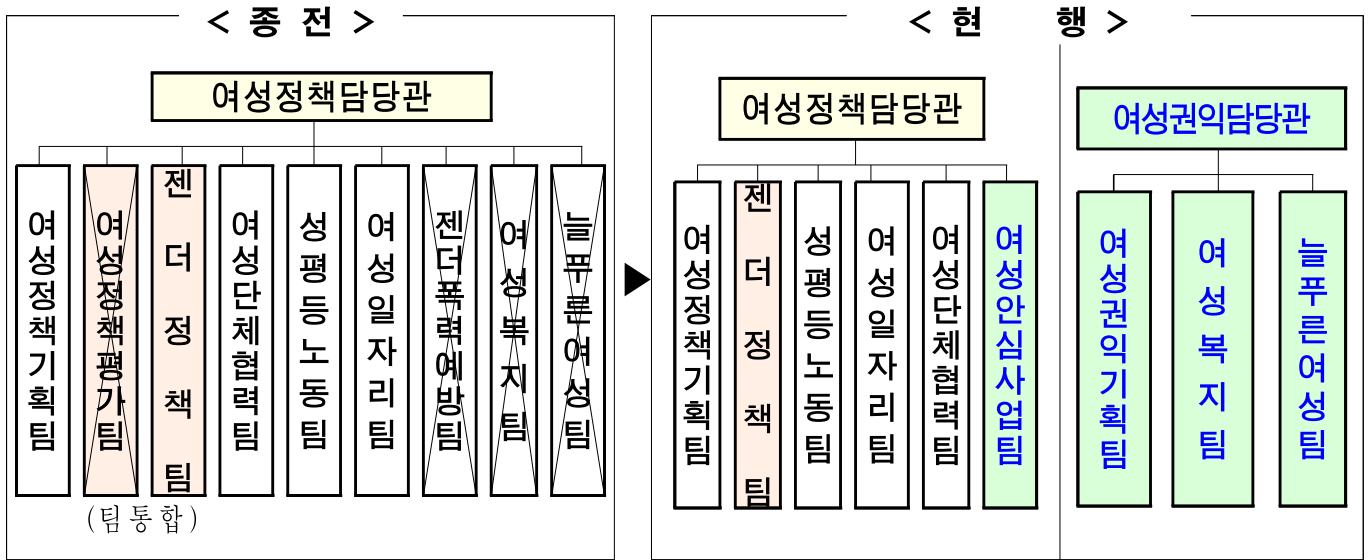 < 종 전 >
여성정책담당관
여성정책기획팀
여성정책평가팀
젠더정책팀
여성단체협력팀
성평등노동팀
여성일자리팀
젠더폭력예방팀
여성복지팀
늘푸른여성팀
(팀통합)
< 현 행 >
여성정책담당관
여성정책기획팀
젠더정책팀
성평등노동팀
여성일자리팀
여성단체협력팀
여성안심사업팀
여성권익담당관
여성권익기획팀
여성복지팀
늘푸른여성팀